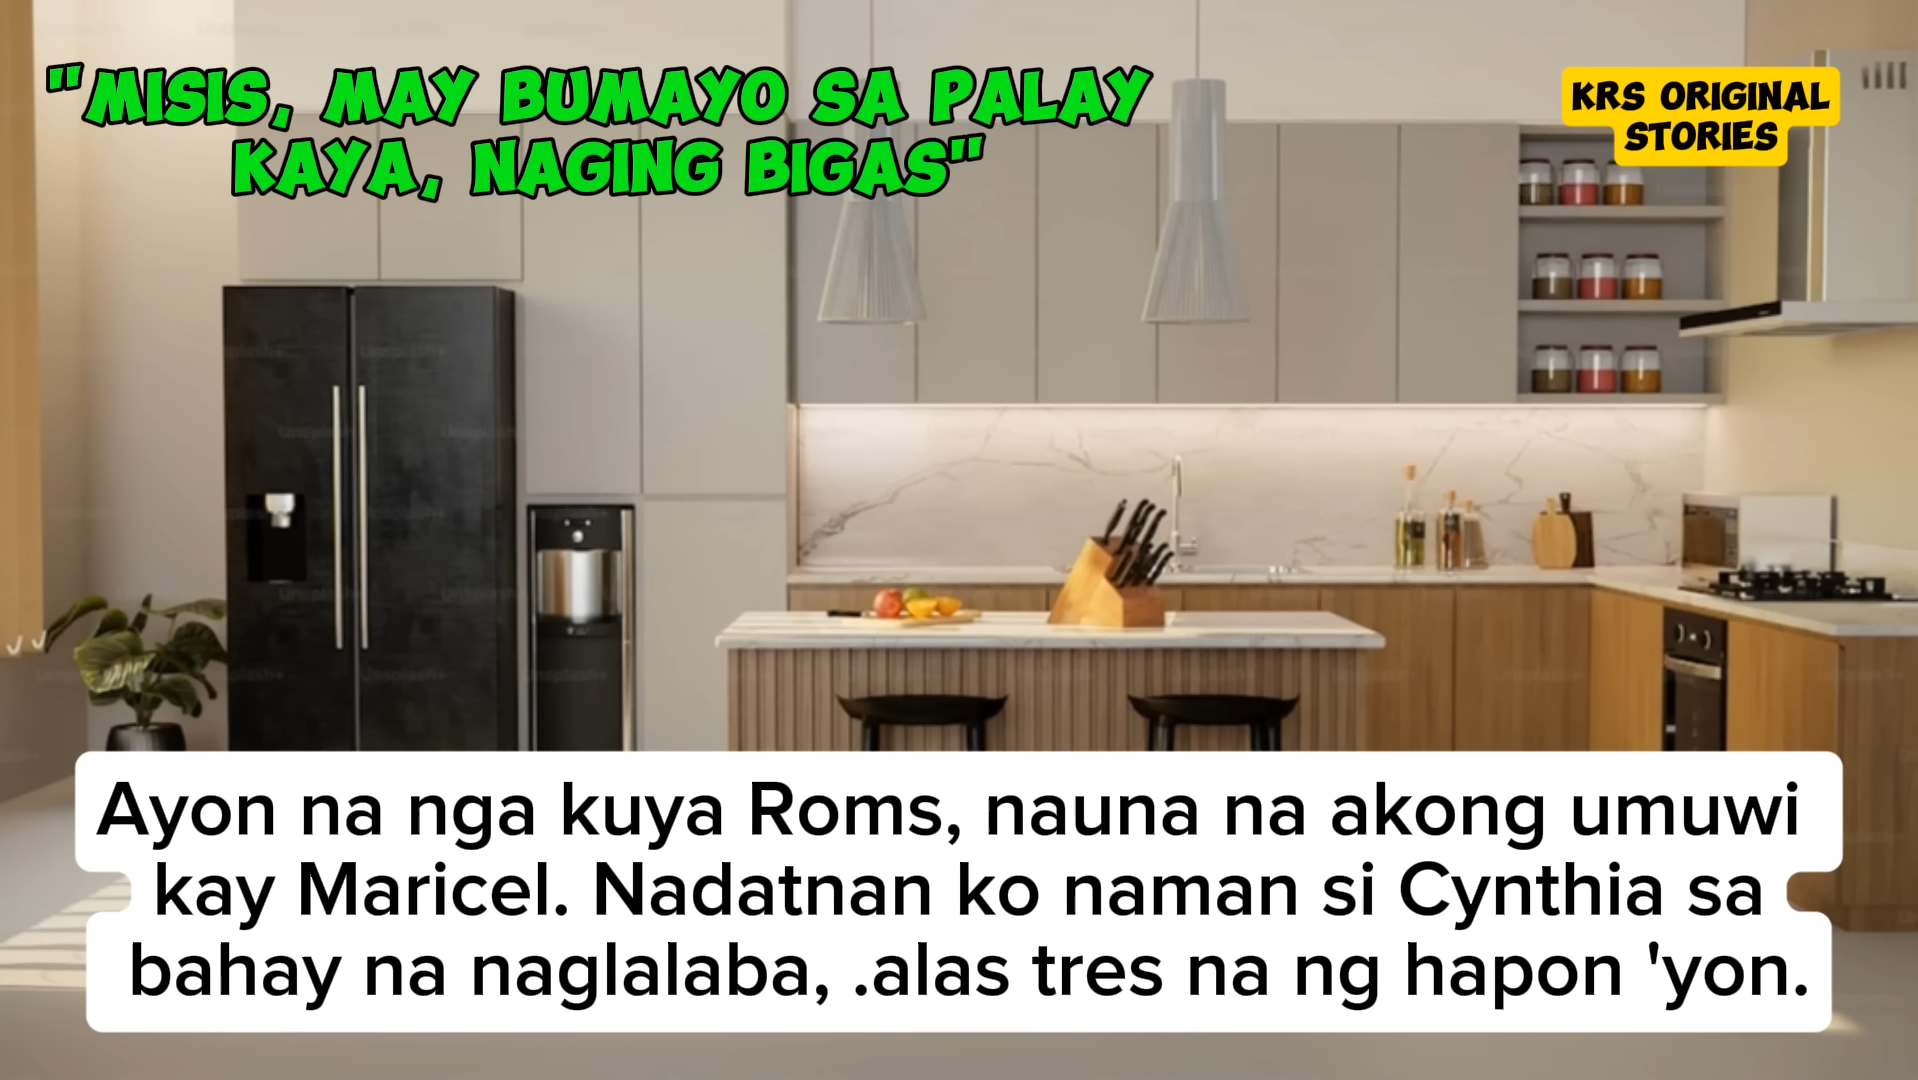 "MISIS, MAY BUMAYO SA PALAY
KAYA, NAGING BIGAS"
KRS ORIGINAL
STORIES
Ayon na nga kuya Roms, nauna na akong umuwi
kay Maricel. Nadatnan ko naman si Cynthia sa
bahay na naglalaba, .alas tres na ng hapon 'yon.